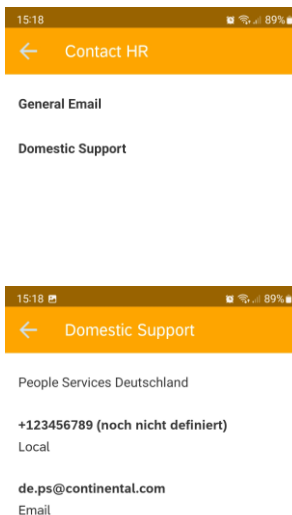 15:18 89%
Contact HR
General Email
Domestic Support
15:18 89%
Domestic Support
People Services Deutschland
+123456789 (noch nicht definiert)
Local
de.ps@continental.com
Email